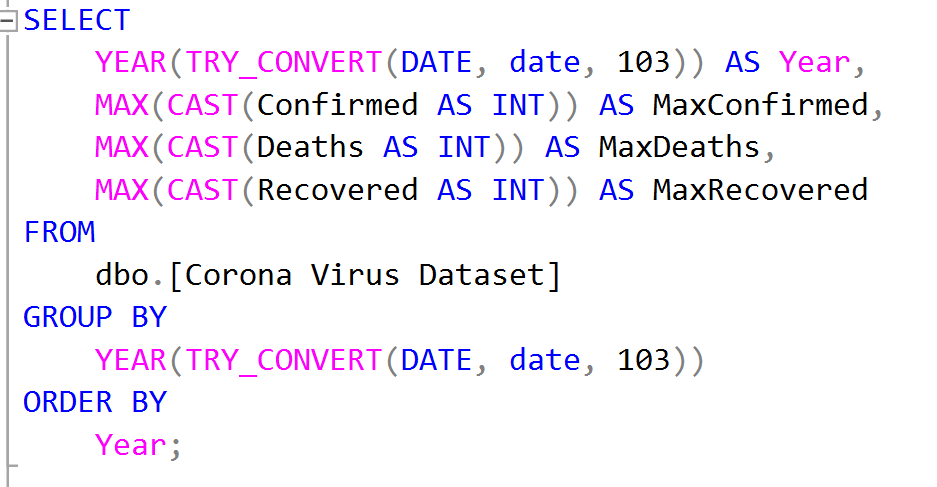 SELECT
YEAR(TRY_CONVERT(DATE, date, 103)) AS Year,
MAX(CAST(Confirmed AS INT)) AS MaxConfirmed,
MAX(CAST(Deaths AS INT)) AS MaxDeaths,
MAX(CAST(Recovered AS INT)) AS MaxRecovered
FROM
dbo.[Corona Virus Dataset]
GROUP BY
YEAR(TRY_CONVERT(DATE, date, 103))
ORDER BY
Year;